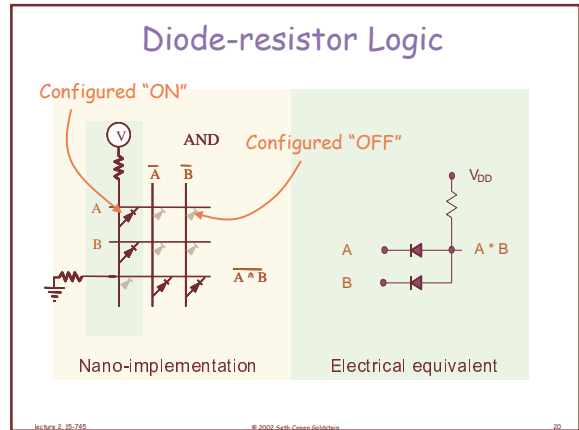 Diode-resistor Logic
Configured “ON”
V
AND
Configured “OFF”
A̅ B̅
V_DD
A
B
A * B
A̅ ̅*̅ ̅B̅
A
B
Nano-implementation
Electrical equivalent
lecture 2, 15-745
© 2002 Seth Copen Goldstein
20